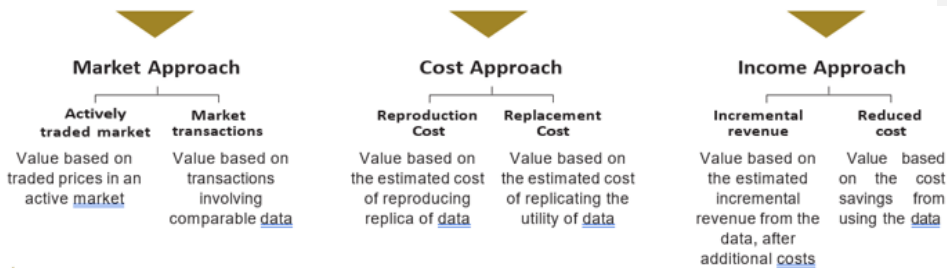 Market Approach
Actively
traded market
Value based on
traded prices in an
active market
Market
transactions
Value based on
transactions
involving
comparable data
Cost Approach
Reproduction
Cost
Value based on
the estimated cost
of reproducing
replica of data
Replacement
Cost
Value based on
the estimated cost
of replicating the
utility of data
Income Approach
Incremental
revenue
Value based on
the estimated
incremental
revenue from the
data, after
additional costs
Reduced
cost
Value based
on the cost
savings from
using the data